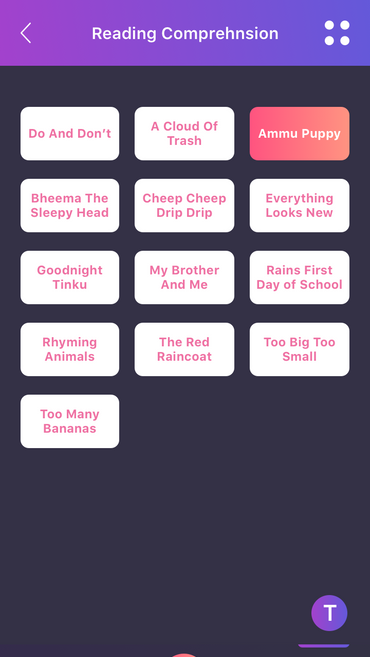 Reading Comprehnsion
Do And Don't
A Cloud Of
Trash
Ammu Puppy
Bheema The
Sleepy Head
Cheep Cheep
Drip Drip
Everything
Looks New
Goodnight
Tinku
My Brother
And Me
Rains First
Day of School
Rhyming
Animals
The Red
Raincoat
Too Big Too
Small
Too Many
Bananas
T